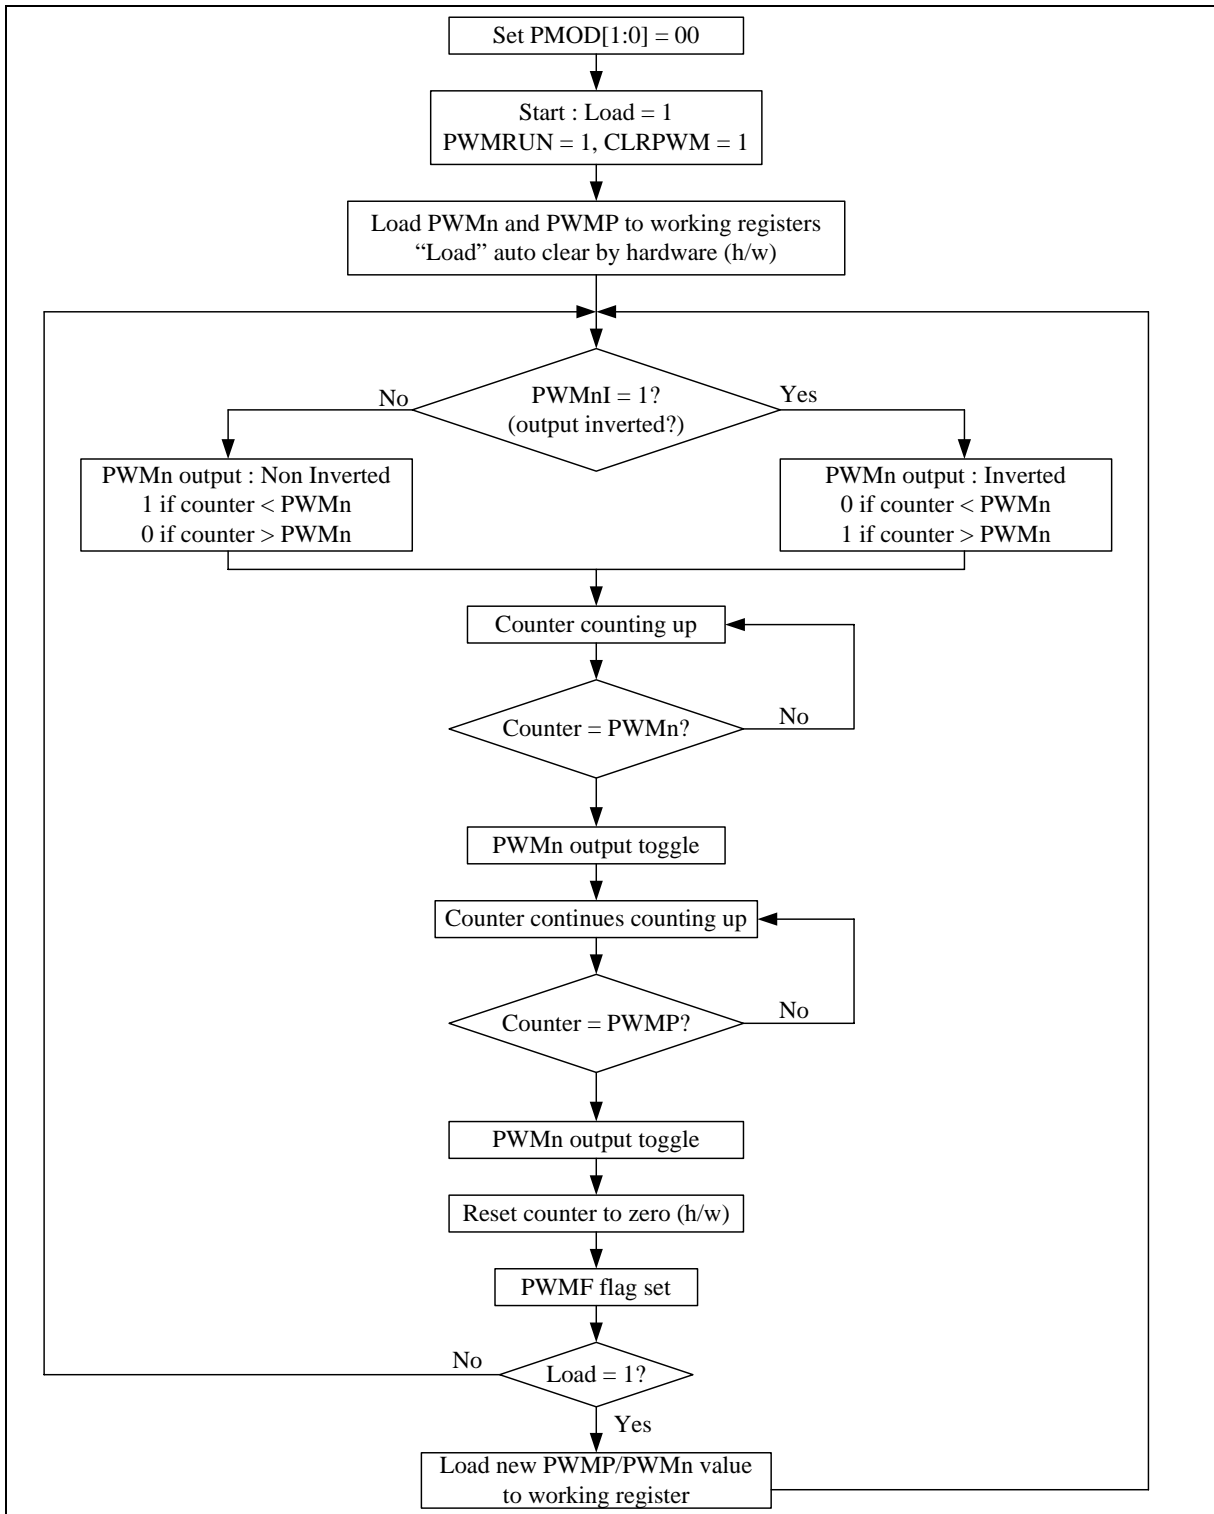 Set PMOD[1:0] = 00
Start : Load = 1
PWMRUN = 1, CLRPWM = 1
Load PWMn and PWMP to working registers
“Load” auto clear by hardware (h/w)
PWMnI = 1?
(output inverted?)
No
Yes
PWMn output : Non Inverted
1 if counter < PWMn
0 if counter > PWMn
PWMn output : Inverted
0 if counter < PWMn
1 if counter > PWMn
Counter counting up
Counter = PWMn?
No
PWMn output toggle
Counter continues counting up
Counter = PWMP?
No
PWMn output toggle
Reset counter to zero (h/w)
PWMF flag set
Load = 1?
No
Yes
Load new PWMP/PWMn value
to working register